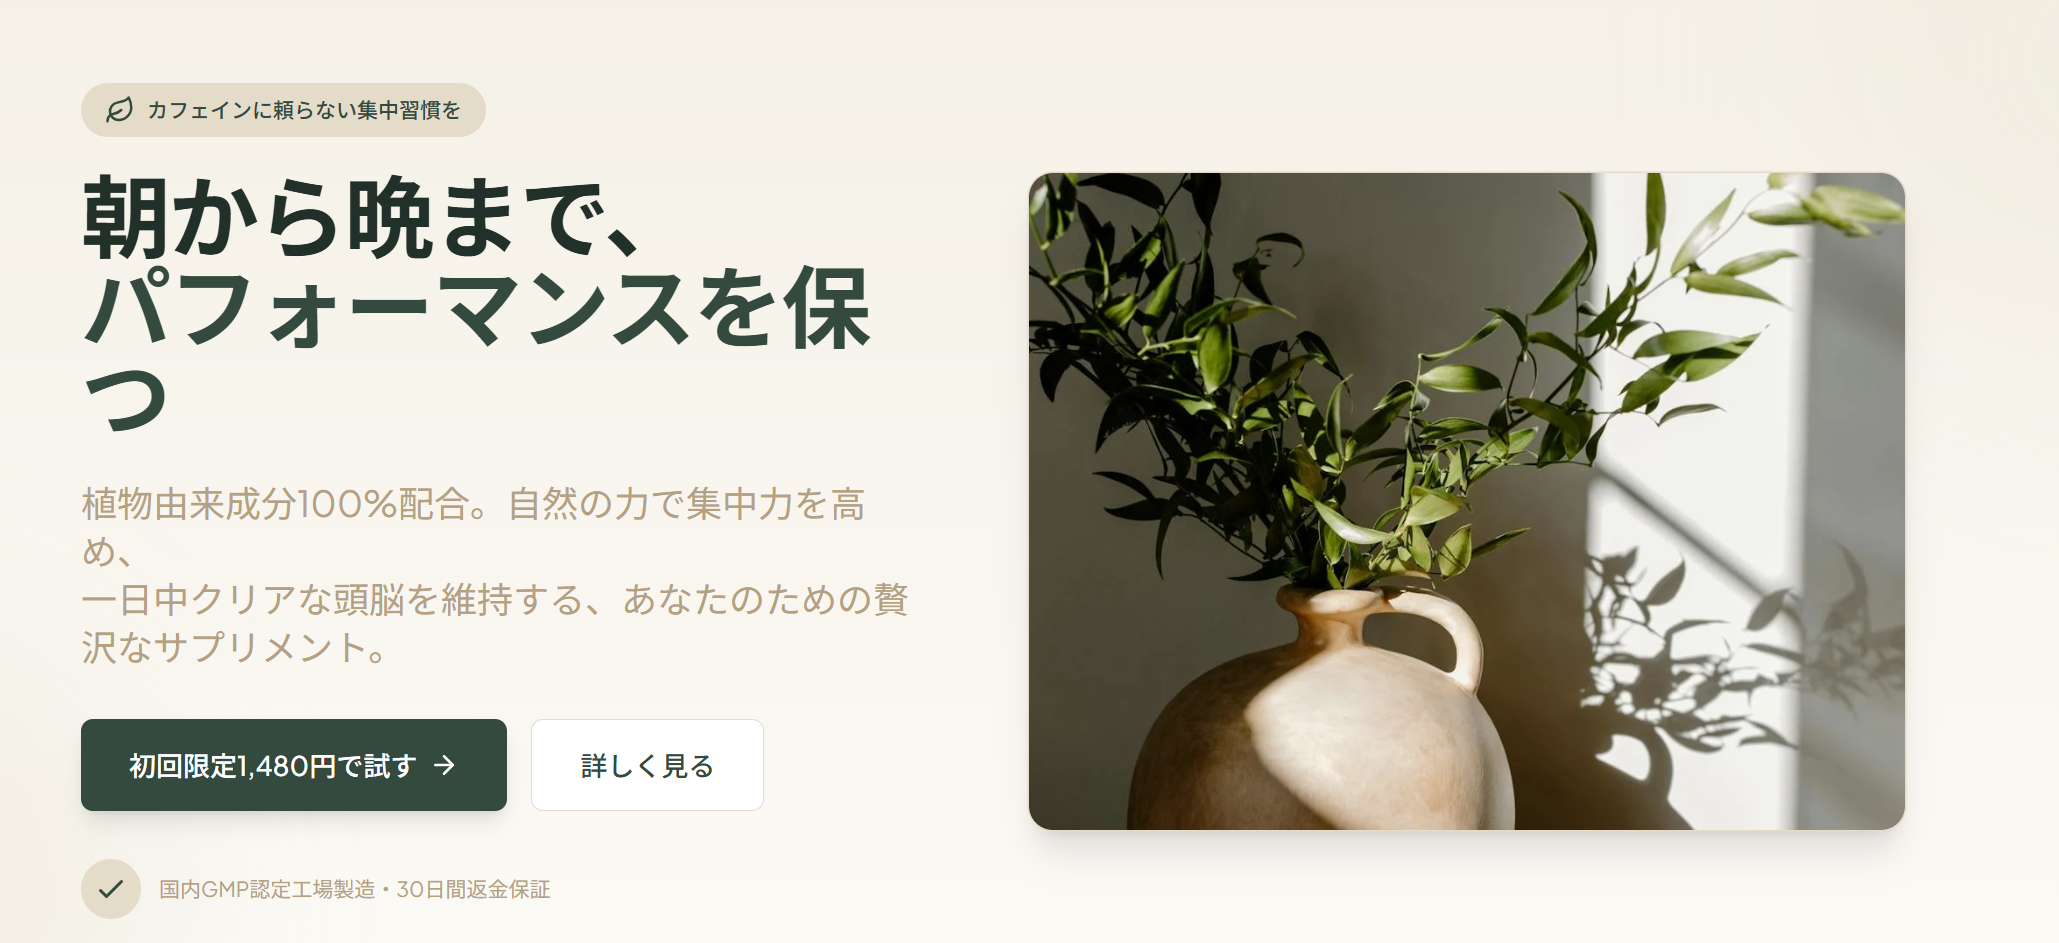 カフェインに頼らない集中習慣を
朝から晩まで、
パフォーマンスを保
つ
植物由来成分100%配合。自然の力で集中力を高
め、
一日中クリアな頭脳を維持する、あなたのための贅
沢なサプリメント。
初回限定1,480円で試す →
詳しく見る
国内GMP認定工場製造・30日間返金保証